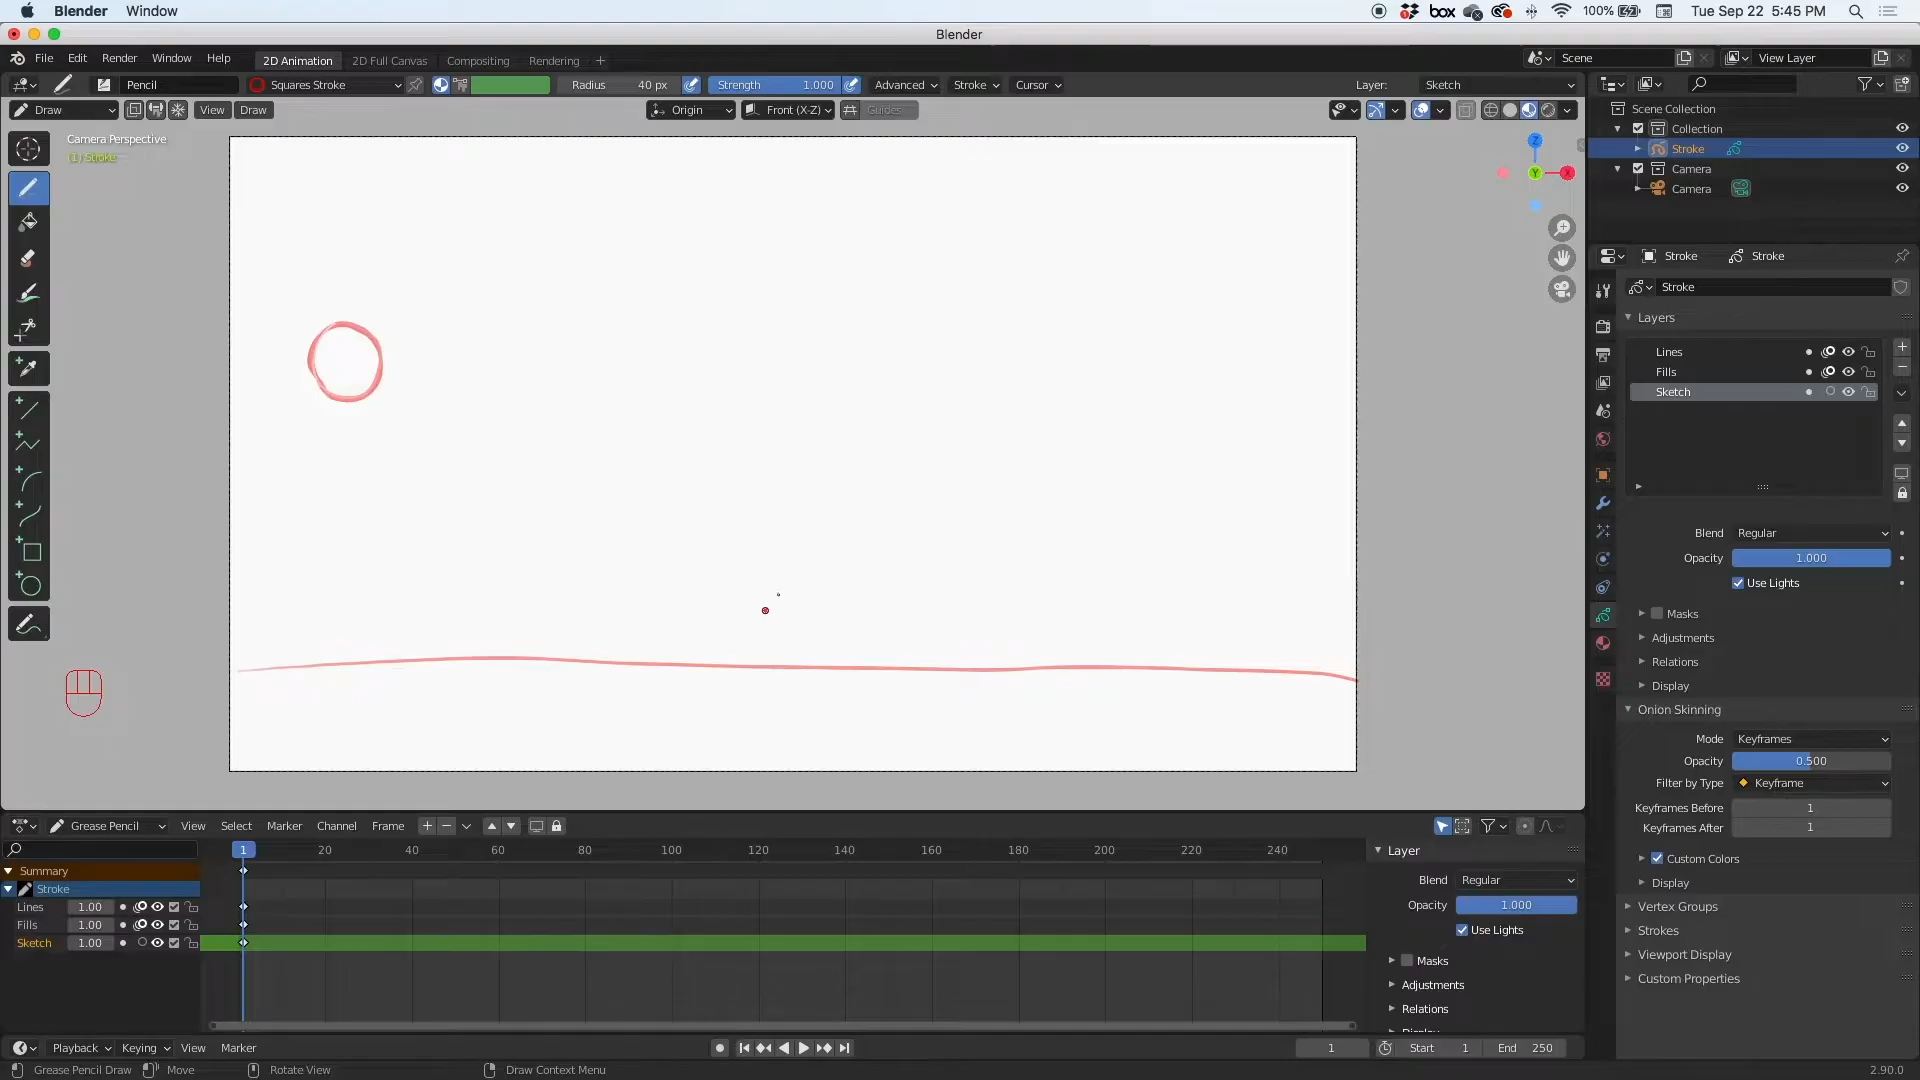 Blender Window box 100% Tue Sep 22 5:45 PM
Blender
File Edit Render Window Help 2D Animation 2D Full Canvas Compositing Rendering + Scene View Layer
Pencil Squares Stroke Radius 40 px Strength 1.000 Advanced Stroke Cursor Layer: Sketch
Draw View Draw Origin Front (X-Z) Guides
Camera Perspective
(1) Stroke
Z
Y X
Scene Collection
Collection
Stroke
Camera
Camera
Stroke Stroke
Stroke
Layers
Lines
Fills
Sketch
Blend Regular
Opacity 1.000
Use Lights
Masks
Adjustments
Relations
Display
Onion Skinning
Mode Keyframes
Opacity 0.500
Filter by Type Keyframe
Keyframes Before 1
Keyframes After 1
Custom Colors
Display
Vertex Groups
Strokes
Viewport Display
Custom Properties
Grease Pencil View Select Marker Channel Frame
1 20 40 60 80 100 120 140 160 180 200 220 240
Summary
Stroke
Lines 1.00
Fills 1.00
Sketch 1.00
Layer
Blend Regular
Opacity 1.000
Use Lights
Masks
Adjustments
Relations
Display
Playback Keying View Marker 1 Start 1 End 250
Grease Pencil Draw Move Rotate View Draw Context Menu 2.90.0